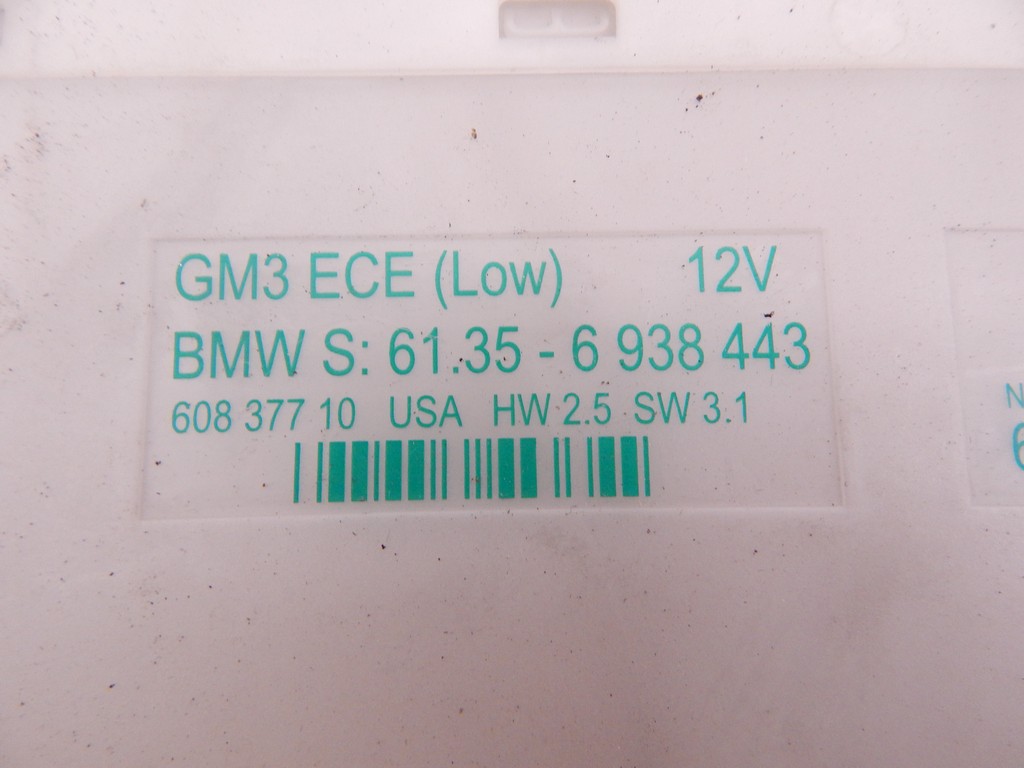 GM3 ECE (Low) 12V
BMW S: 61.35 - 6 938 443
608 377 10 USA HW 2.5 SW 3.1
N
6